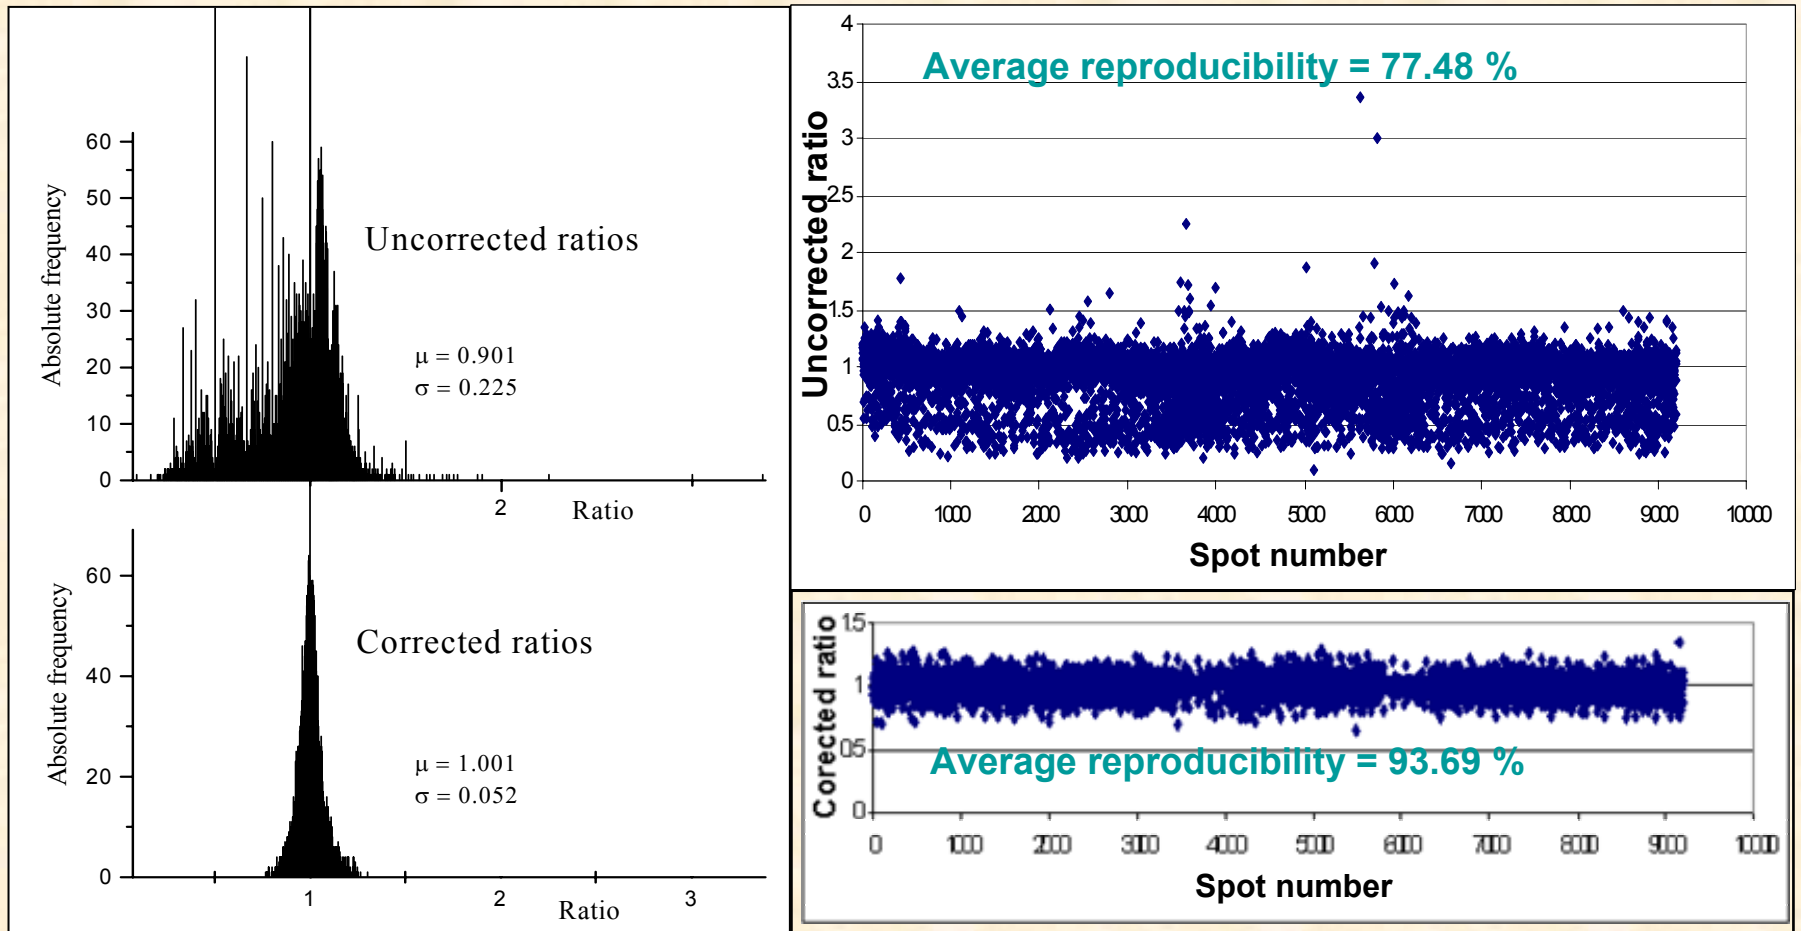 60
50
40
30
20
10
0
Absolute frequency
Uncorrected ratios
μ = 0.901
σ = 0.225
2
Ratio
60
40
20
0
Absolute frequency
Corrected ratios
μ = 1.001
σ = 0.052
1 2 3
Ratio
Average reproducibility = 77.48 %
4
3.5
3
2.5
2
1.5
1
0.5
0
Uncorrected ratio
0 1000 2000 3000 4000 5000 6000 7000 8000 9000 10000
Spot number
1.5
1
0.5
0
Corected ratio
Average reproducibility = 93.69 %
0 1000 2000 3000 4000 5000 6000 7000 8000 9000 10000
Spot number